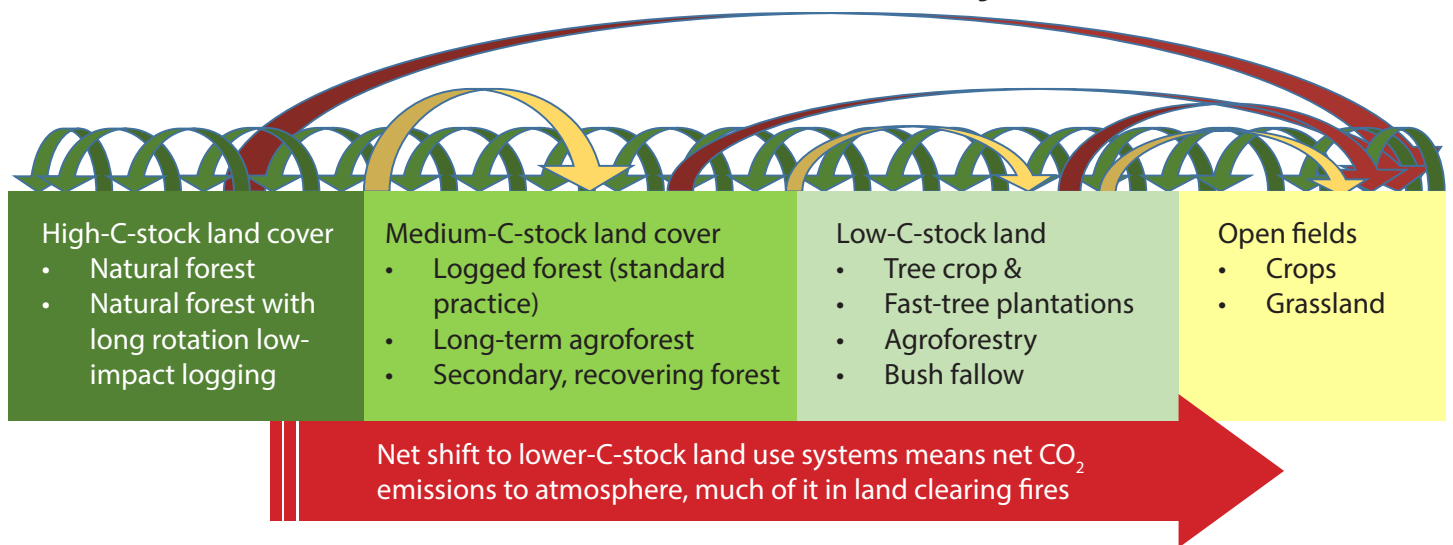 High-C-stock land cover
• Natural forest
• Natural forest with
long rotation low-
impact logging
Medium-C-stock land cover
• Logged forest (standard
practice)
• Long-term agroforest
• Secondary, recovering forest
Low-C-stock land
• Tree crop &
• Fast-tree plantations
• Agroforestry
• Bush fallow
Open fields
• Crops
• Grassland
Net shift to lower-C-stock land use systems means net CO₂
emissions to atmosphere, much of it in land clearing fires